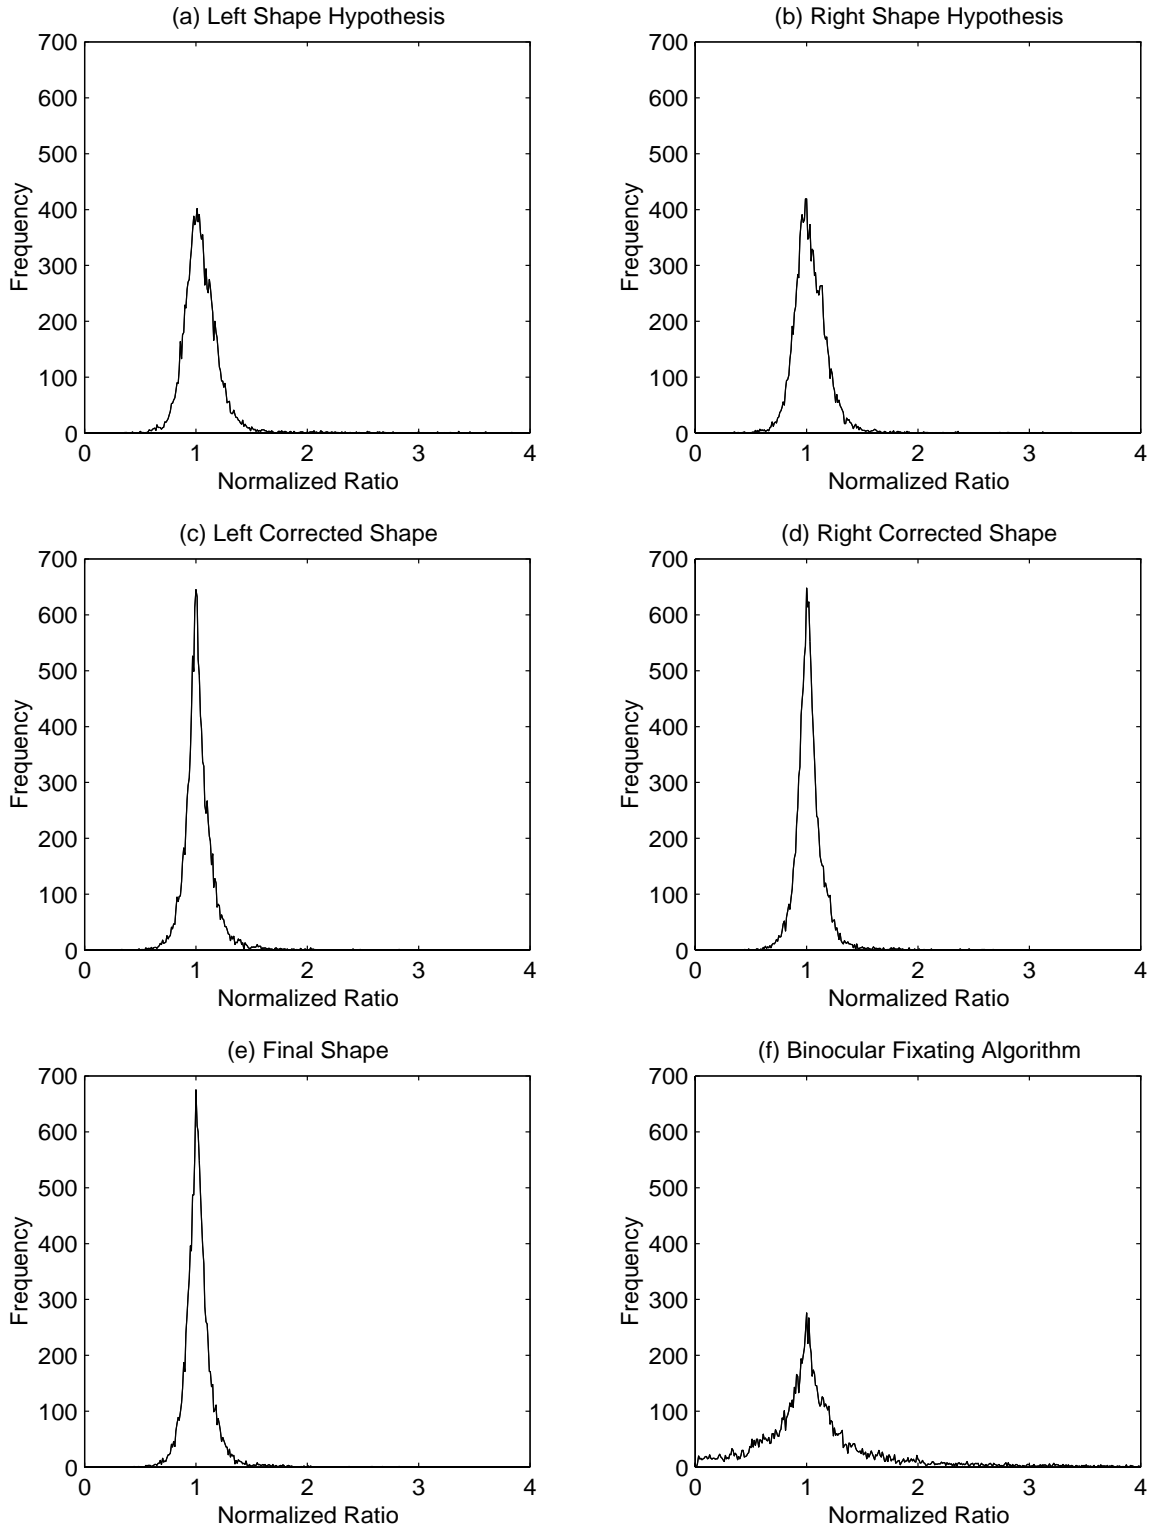 (a) Left Shape Hypothesis
700
600
500
400
300
200
100
0
Frequency
0 1 2 3 4
Normalized Ratio
(b) Right Shape Hypothesis
700
600
500
400
300
200
100
0
Frequency
0 1 2 3 4
Normalized Ratio
(c) Left Corrected Shape
700
600
500
400
300
200
100
0
Frequency
0 1 2 3 4
Normalized Ratio
(d) Right Corrected Shape
700
600
500
400
300
200
100
0
Frequency
0 1 2 3 4
Normalized Ratio
(e) Final Shape
700
600
500
400
300
200
100
0
Frequency
0 1 2 3 4
Normalized Ratio
(f) Binocular Fixating Algorithm
700
600
500
400
300
200
100
0
Frequency
0 1 2 3 4
Normalized Ratio